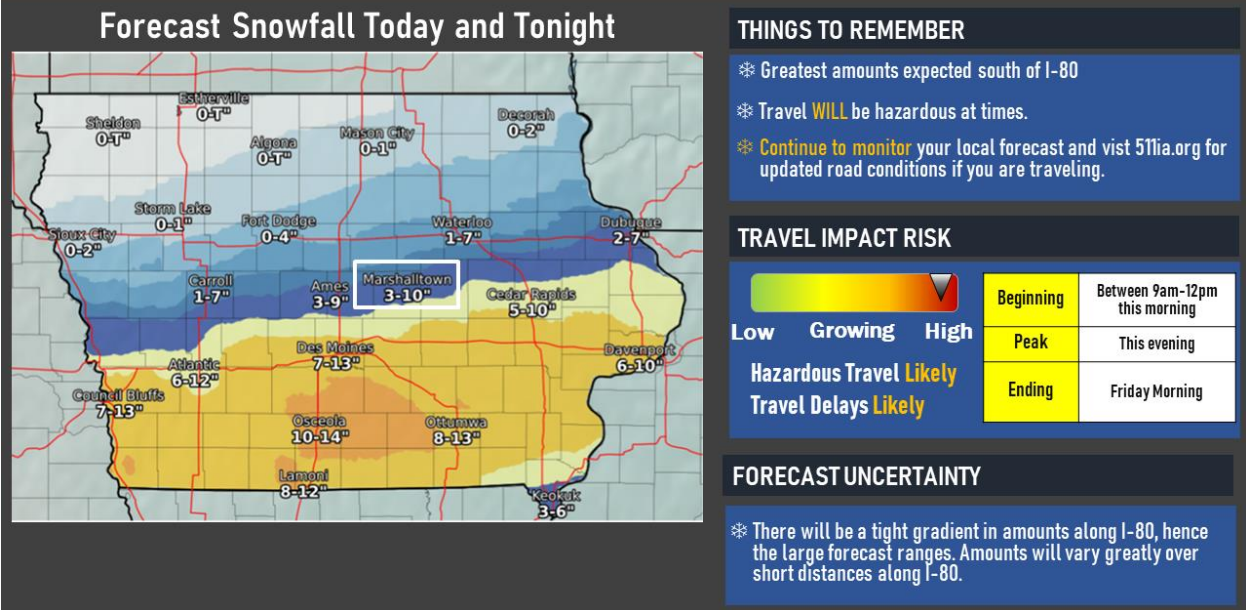 Forecast Snowfall Today and Tonight
Estherville
0-T"
Sheldon
0-T"
Algona
0-T"
Mason City
0-1"
Decorah
0-2"
Storm Lake
0-1"
Sioux City
0-2"
Fort Dodge
0-4"
Waterloo
1-7"
Dubuque
2-7"
Carroll
1-7"
Ames
3-9"
Marshalltown
3-10"
Cedar Rapids
5-10"
Des Moines
7-13"
Davenport
6-10"
Atlantic
6-12"
Council Bluffs
7-13"
Osceola
10-14"
Ottumwa
8-13"
Lamoni
8-12"
Keokuk
3-6"
THINGS TO REMEMBER
Greatest amounts expected south of I-80
Travel WILL be hazardous at times.
Continue to monitor your local forecast and vist 511ia.org for
updated road conditions if you are traveling.
TRAVEL IMPACT RISK
Low Growing High
Hazardous Travel Likely
Travel Delays Likely
Beginning
Between 9am-12pm
this morning
Peak
This evening
Ending
Friday Morning
FORECAST UNCERTAINTY
There will be a tight gradient in amounts along I-80, hence
the large forecast ranges. Amounts will vary greatly over
short distances along I-80.